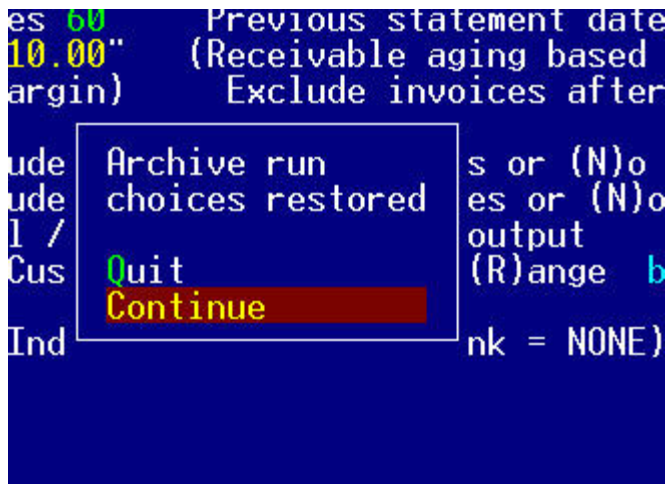 es 60 Previous statement date
10.00" (Receivable aging based
argin) Exclude invoices after
ude Archive run s or (N)o
ude choices restored es or (N)o
l / output
Cus Quit (R)ange b
Continue
Ind nk = NONE)